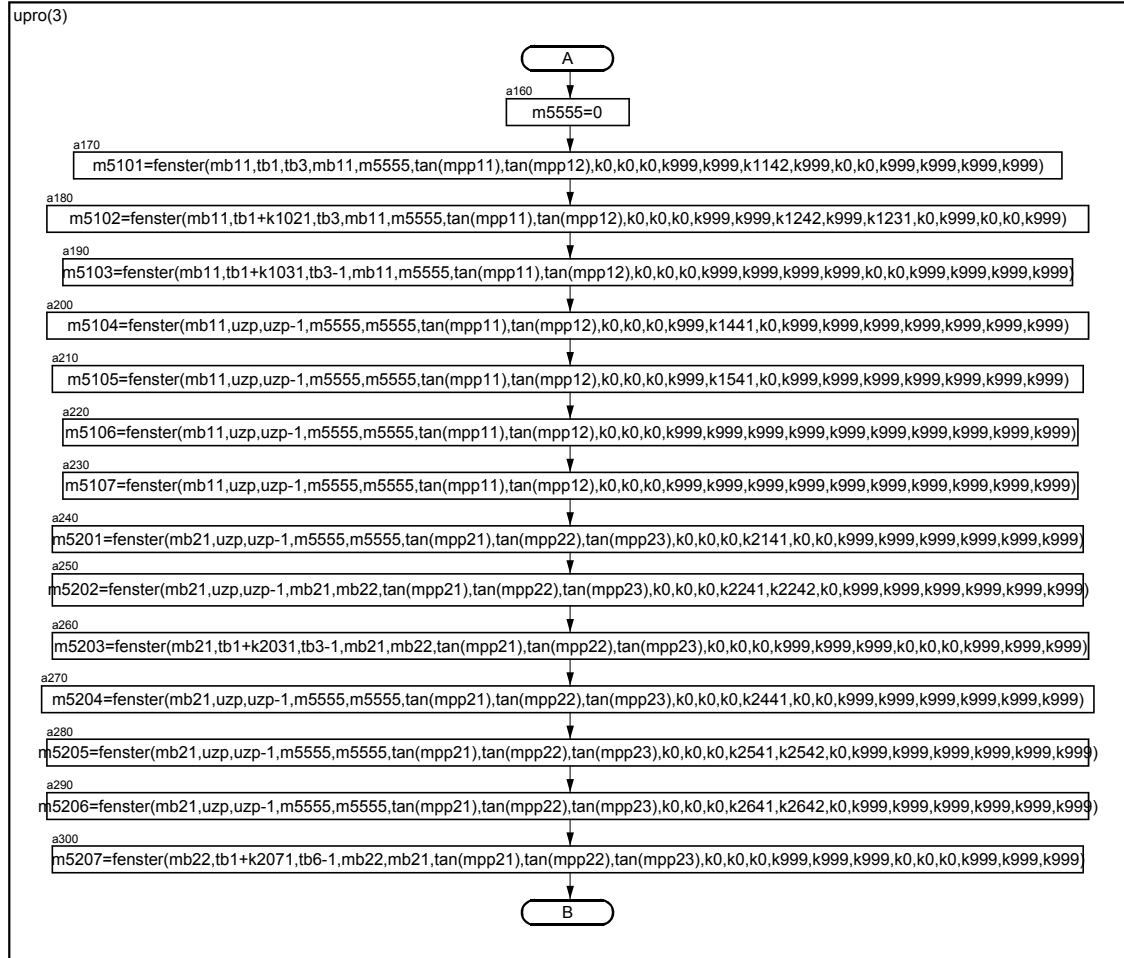 upro(3)
A
a160
m5555=0
a170
m5101=fenster(mb11,tb1,tb3,mb11,m5555,tan(mpp11),tan(mpp12),k0,k0,k0,k999,k999,k1142,k999,k0,k0,k999,k999,k999,k999)
a180
m5102=fenster(mb11,tb1+k1021,tb3,mb11,m5555,tan(mpp11),tan(mpp12),k0,k0,k0,k999,k999,k1242,k999,k1231,k0,k999,k0,k0,k999)
a190
m5103=fenster(mb11,tb1+k1031,tb3-1,mb11,m5555,tan(mpp11),tan(mpp12),k0,k0,k0,k999,k999,k999,k999,k0,k0,k999,k999,k999,k999)
a200
m5104=fenster(mb11,uzp,uzp-1,m5555,m5555,tan(mpp11),tan(mpp12),k0,k0,k0,k999,k1441,k0,k999,k999,k999,k999,k999,k999,k999)
a210
m5105=fenster(mb11,uzp,uzp-1,m5555,m5555,tan(mpp11),tan(mpp12),k0,k0,k0,k999,k1541,k0,k999,k999,k999,k999,k999,k999,k999)
a220
m5106=fenster(mb11,uzp,uzp-1,m5555,m5555,tan(mpp11),tan(mpp12),k0,k0,k0,k999,k999,k999,k999,k999,k999,k999,k999,k999,k999)
a230
m5107=fenster(mb11,uzp,uzp-1,m5555,m5555,tan(mpp11),tan(mpp12),k0,k0,k0,k999,k999,k999,k999,k999,k999,k999,k999,k999,k999)
a240
m5201=fenster(mb21,uzp,uzp-1,m5555,m5555,tan(mpp21),tan(mpp22),tan(mpp23),k0,k0,k0,k2141,k0,k0,k999,k999,k999,k999,k999,k999)
a250
m5202=fenster(mb21,uzp,uzp-1,mb21,mb22,tan(mpp21),tan(mpp22),tan(mpp23),k0,k0,k0,k2241,k2242,k0,k999,k999,k999,k999,k999,k999)
a260
m5203=fenster(mb21,tb1+k2031,tb3-1,mb21,mb22,tan(mpp21),tan(mpp22),tan(mpp23),k0,k0,k0,k999,k999,k999,k0,k0,k0,k999,k999,k999)
a270
m5204=fenster(mb21,uzp,uzp-1,m5555,m5555,tan(mpp21),tan(mpp22),tan(mpp23),k0,k0,k0,k2441,k0,k0,k999,k999,k999,k999,k999,k999)
a280
m5205=fenster(mb21,uzp,uzp-1,m5555,m5555,tan(mpp21),tan(mpp22),tan(mpp23),k0,k0,k0,k2541,k2542,k0,k999,k999,k999,k999,k999,k999)
a290
m5206=fenster(mb21,uzp,uzp-1,m5555,m5555,tan(mpp21),tan(mpp22),tan(mpp23),k0,k0,k0,k2641,k2642,k0,k999,k999,k999,k999,k999,k999)
a300
m5207=fenster(mb22,tb1+k2071,tb6-1,mb22,mb21,tan(mpp21),tan(mpp22),tan(mpp23),k0,k0,k0,k999,k999,k999,k0,k0,k0,k999,k999,k999)
B